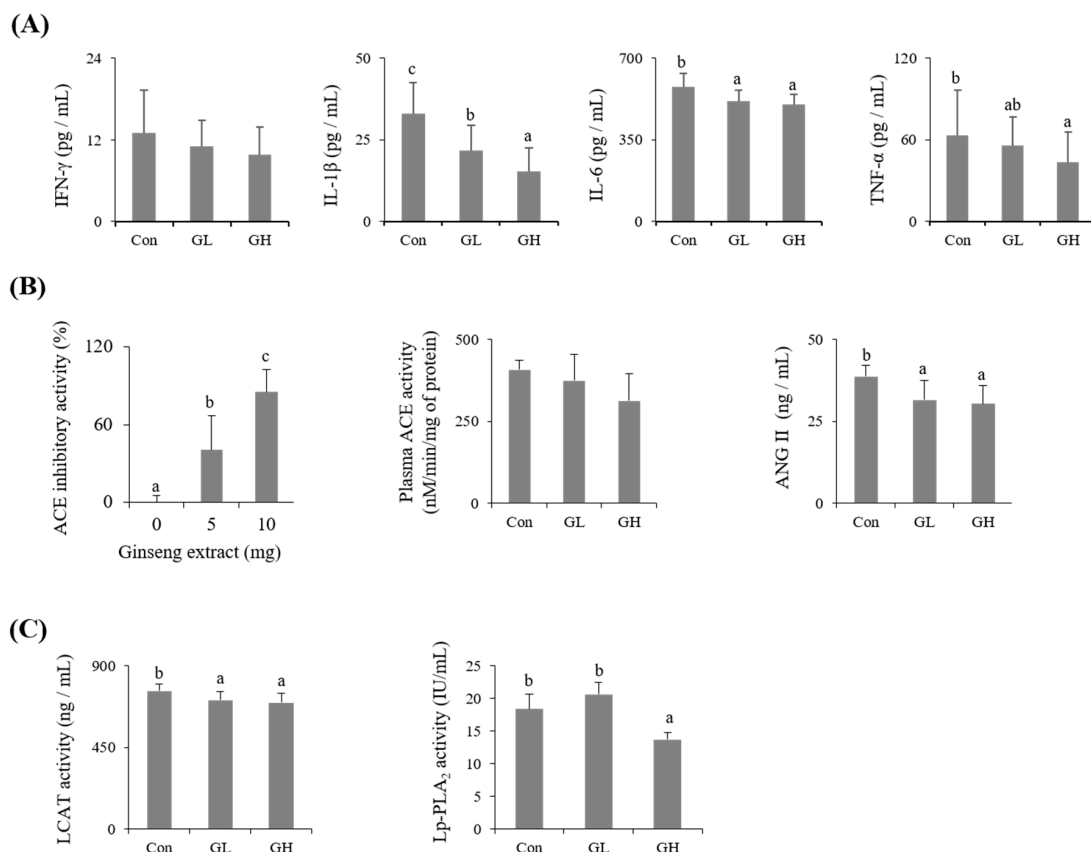 (A)
IFN-γ (pg / mL)
24
12
0
Con GL GH
IL-1β (pg / mL)
50
25
0
c
b
a
Con GL GH
IL-6 (pg / mL)
700
350
0
b
a
a
Con GL GH
TNF-α (pg / mL)
120
60
0
b
ab
a
Con GL GH
(B)
ACE inhibitory activity (%)
120
60
0
a
b
c
0 5 10
Ginseng extract (mg)
Plasma ACE activity
(nM/min/mg of protein)
500
250
0
Con GL GH
ANG II (ng / mL)
50
25
0
b
a
a
Con GL GH
(C)
LCAT activity (ng / mL)
900
450
0
b
a
a
Con GL GH
Lp-PLA₂ activity (IU/mL)
25
20
15
10
5
0
b
b
a
Con GL GH